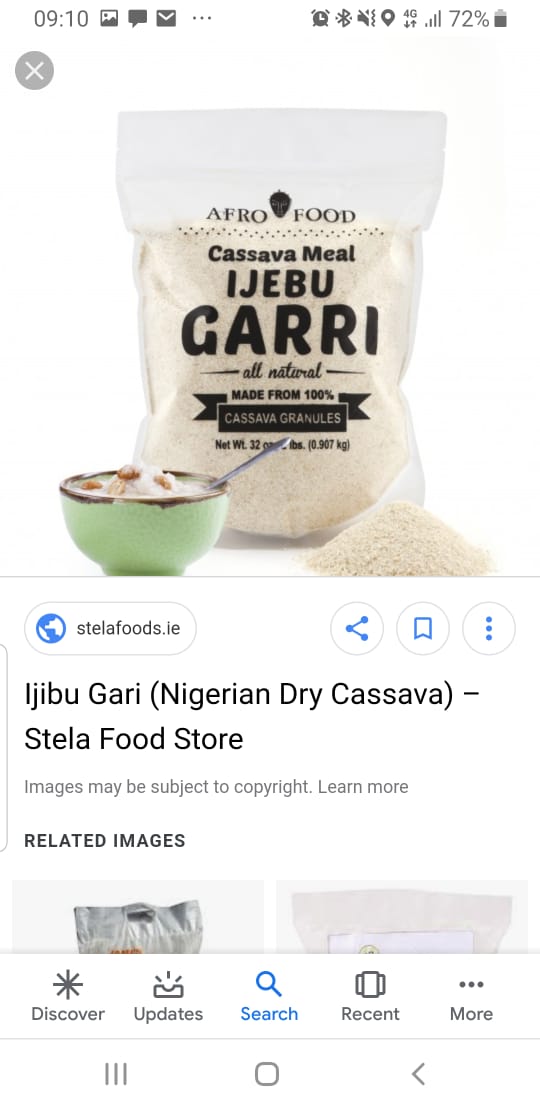 09:10 ... 4G 72%
AFRO FOOD
Cassava Meal
IJEBU
GARRI
all natural
MADE FROM 100%
CASSAVA GRANULES
Net Wt. 32 lbs. (0.907 kg)
stelafoods.ie
Ijibu Gari (Nigerian Dry Cassava) –
Stela Food Store
Images may be subject to copyright. Learn more
RELATED IMAGES
Discover Updates Search Recent More